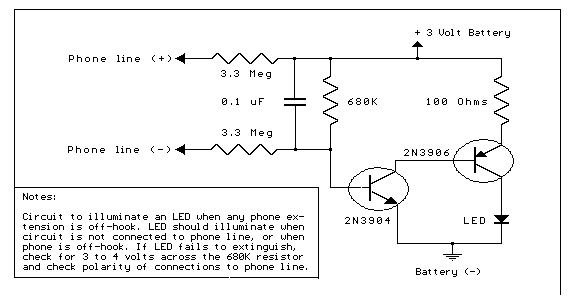 + 3 Volt Battery
Phone line (+)
3.3 Meg
0.1 uF
680K
100 Ohms
3.3 Meg
Phone line (-)
2N3906
2N3904
LED
Battery (-)
Notes:
Circuit to illuminate an LED when any phone ex-
tension is off-hook. LED should illuminate when
circuit is not connected to phone line, or when
phone is off-hook. If LED fails to extinguish,
check for 3 to 4 volts across the 680K resistor
and check polarity of connections to phone line.